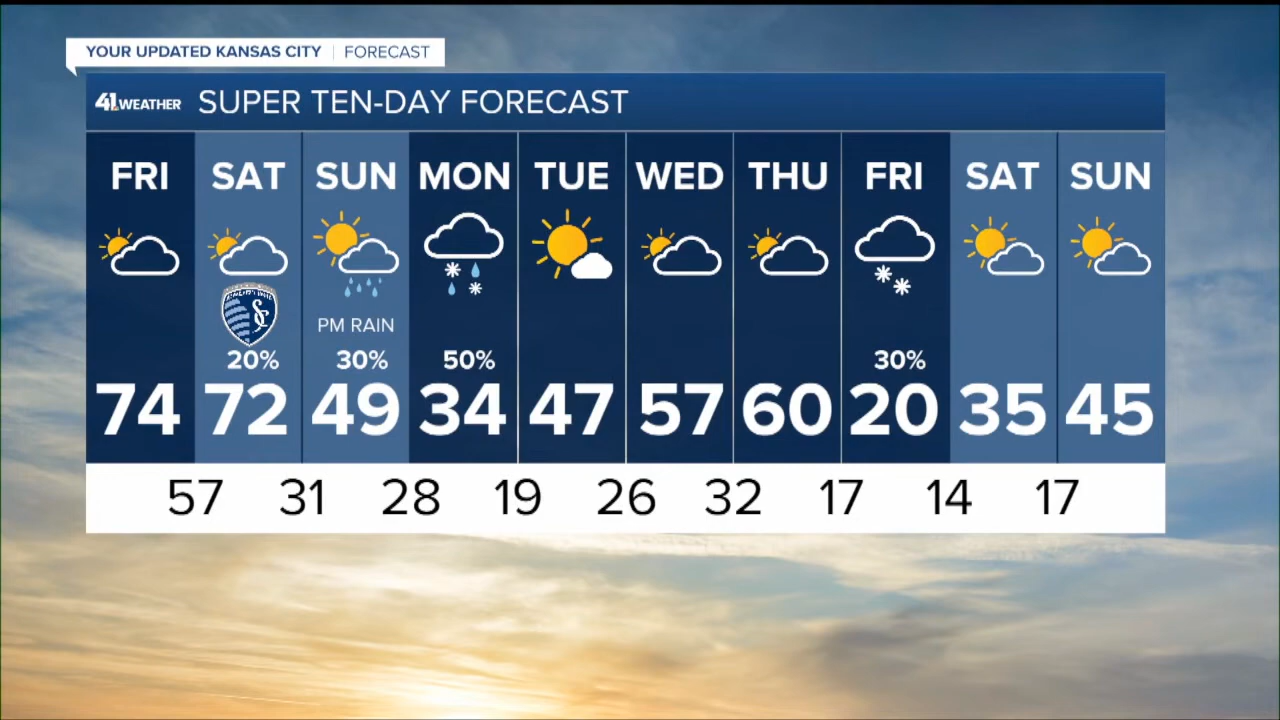 YOUR UPDATED KANSAS CITY | FORECAST
41 WEATHER SUPER TEN-DAY FORECAST
FRI SAT SUN MON TUE WED THU FRI SAT SUN
PM RAIN
20% 30% 50% 30%
74 72 49 34 47 57 60 20 35 45
57 31 28 19 26 32 17 14 17